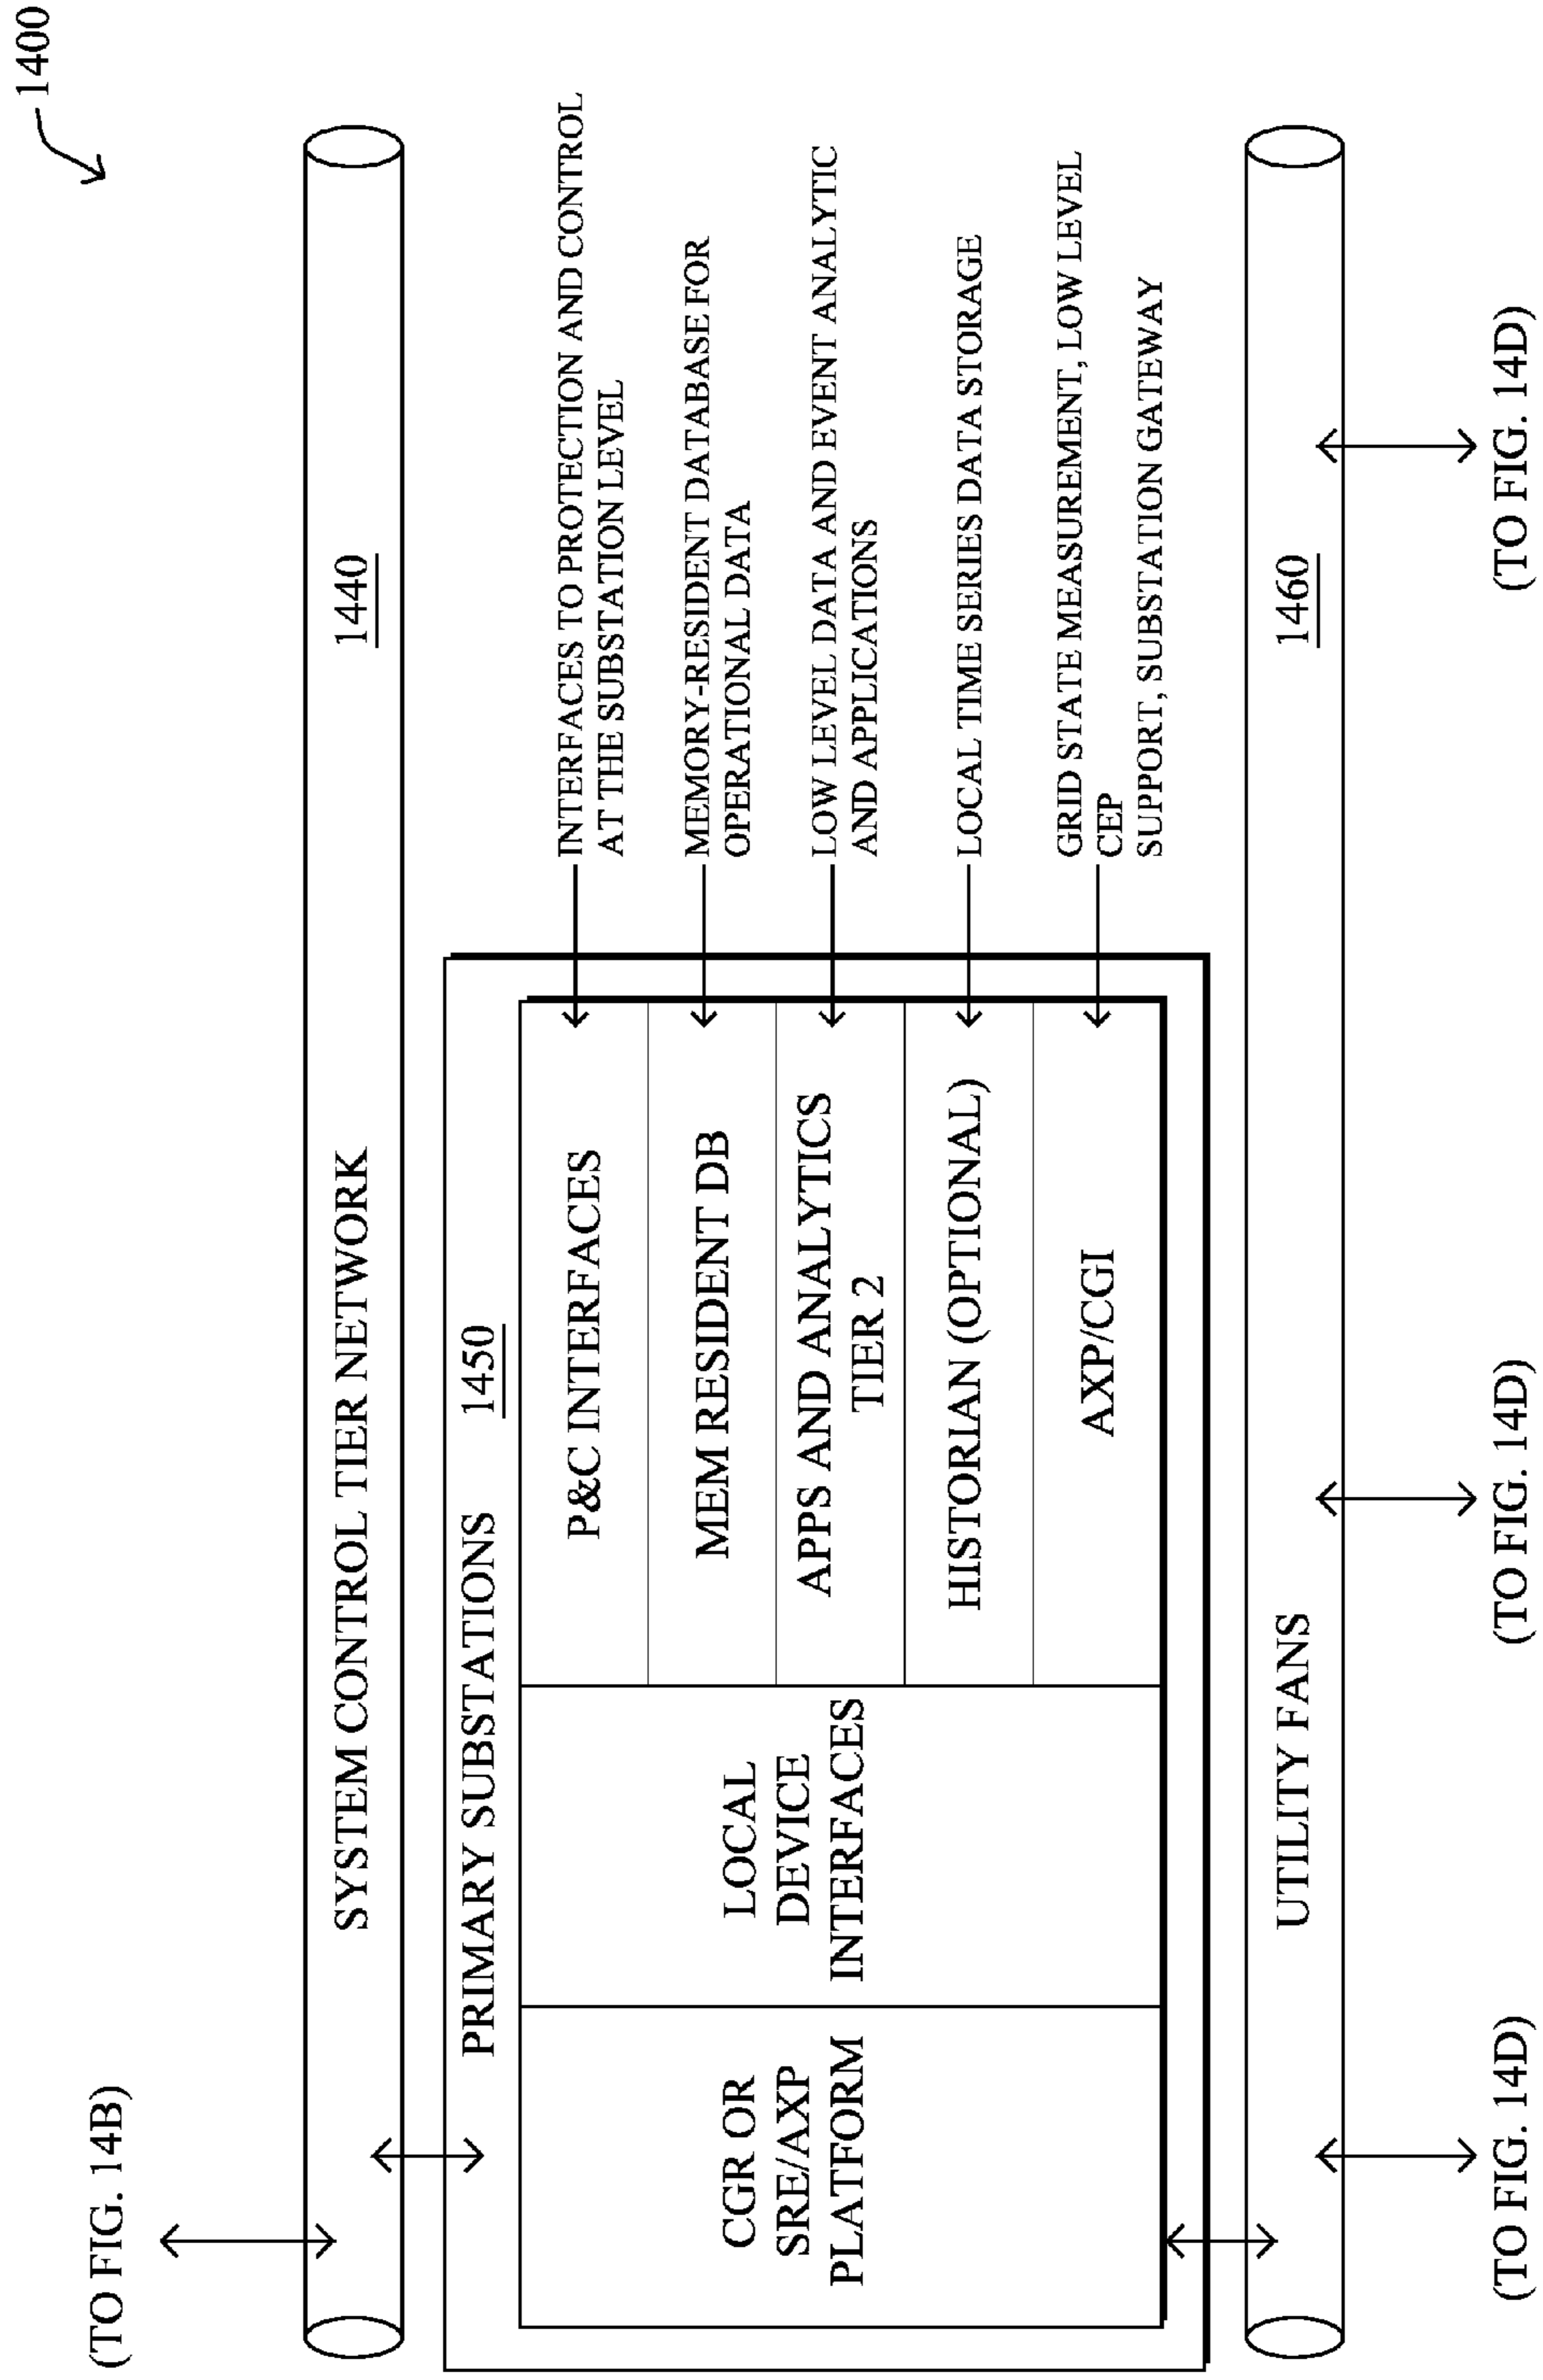 1400
(TO FIG. 14B)
SYSTEM CONTROL TIER NETWORK
1440
PRIMARY SUBSTATIONS
1450
CGR OR
SRE/AXP
PLATFORM
LOCAL
DEVICE
INTERFACES
P&C INTERFACES
MEM RESIDENT DB
APPS AND ANALYTICS
TIER 2
HISTORIAN (OPTIONAL)
AXP/CGI
INTERFACES TO PROTECTION AND CONTROL
AT THE SUBSTATION LEVEL
MEMORY-RESIDENT DATABASE FOR
OPERATIONAL DATA
LOW LEVEL DATA AND EVENT ANALYTIC
AND APPLICATIONS
LOCAL TIME SERIES DATA STORAGE
GRID STATE MEASUREMENT, LOW LEVEL
CEP
SUPPORT, SUBSTATION GATEWAY
UTILITY FANS
1460
(TO FIG. 14D)
(TO FIG. 14D)
(TO FIG. 14D)